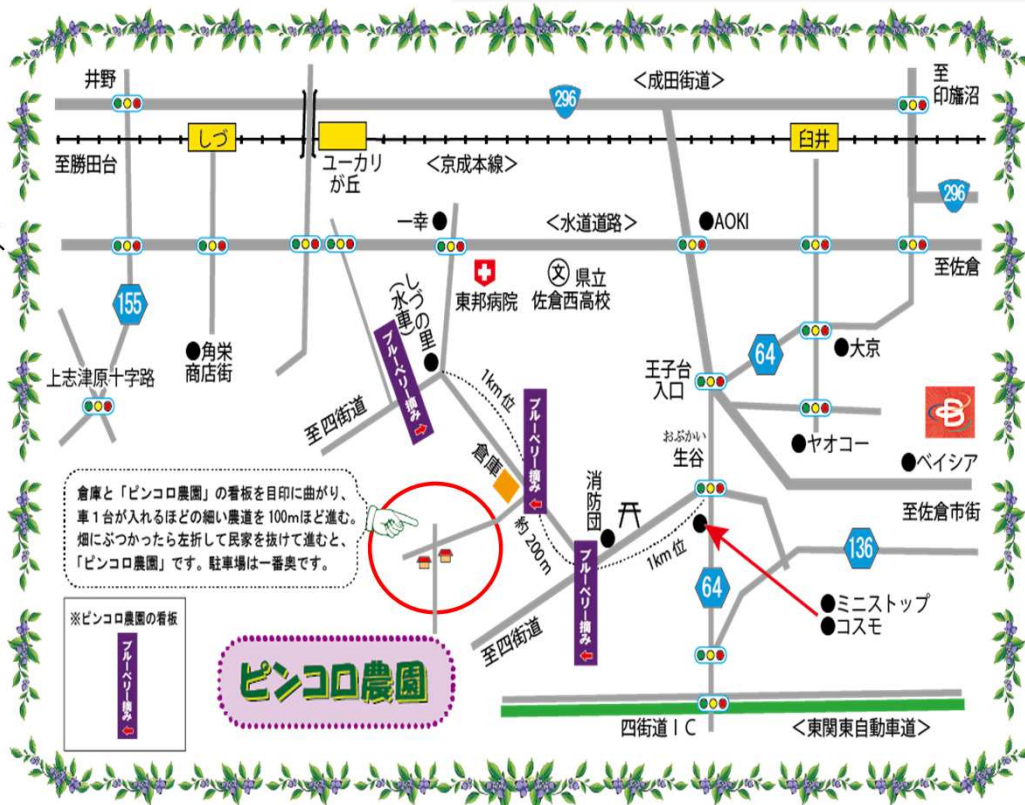 井野
＜成田街道＞
296
至
印旛沼
しづ
至勝田台
ユーカリ
が丘
＜京成本線＞
臼井
296
一幸
＜水道道路＞
AOKI
至佐倉
東邦病院
文
県立
佐倉西高校
155
しづの里
(水車)
角栄
商店街
64
大京
上志津原十字路
王子台
入口
1km位
ブルーベリー摘み
ブルーベリー摘み
至四街道
おぶかい
生谷
ヤオコー
B
ベイシア
倉庫
消防団
至佐倉市街
倉庫と「ピンコロ農園」の看板を目印に曲がり、
車1台が入れるほどの細い農道を100mほど進む。
畑にぶつかったら左折して民家を抜けて進むと、
「ピンコロ農園」です。駐車場は一番奥です。
約200m
ブルーベリー摘み
1km位
136
64
ミニストップ
コスモ
※ピンコロ農園の看板
ブルーベリー摘み
至四街道
ピンコロ農園
四街道IC
＜東関東自動車道＞